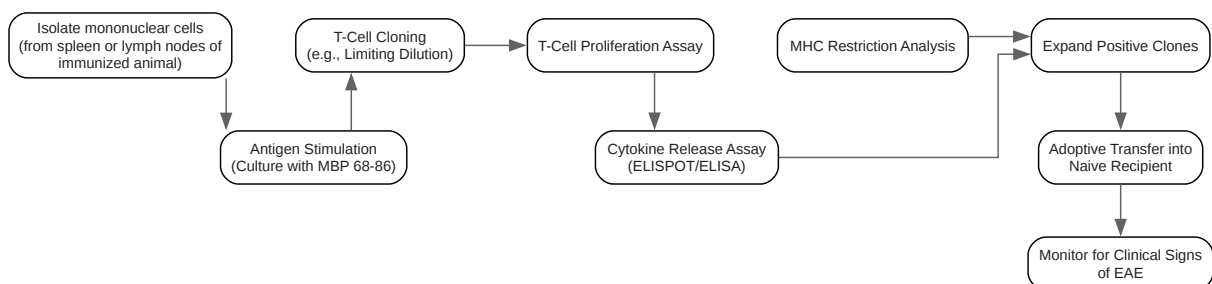 Isolate mononuclear cells
(from spleen or lymph nodes of
immunized animal)
Antigen Stimulation
(Culture with MBP 68-86)
T-Cell Cloning
(e.g., Limiting Dilution)
T-Cell Proliferation Assay
Cytokine Release Assay
(ELISPOT/ELISA)
MHC Restriction Analysis
Expand Positive Clones
Adoptive Transfer into
Naive Recipient
Monitor for Clinical Signs
of EAE